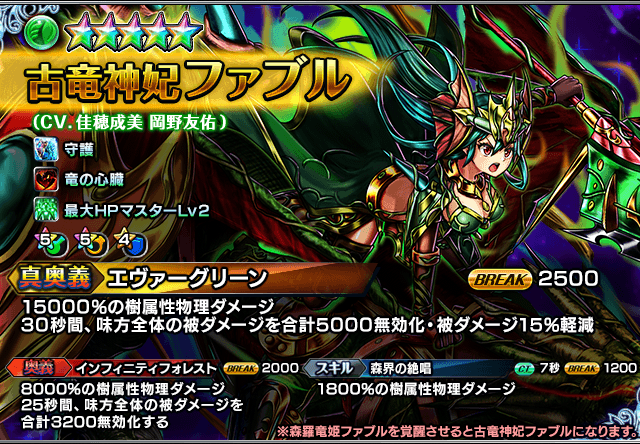 古竜神妃ファブル
(CV.佳穂成美 岡野友佑)
守護
竜の心臓
最大HPマスターLv2
5 5 4
真奥義 エヴァーグリーン BREAK 2500
15000%の樹属性物理ダメージ
30秒間、味方全体の被ダメージを合計5000無効化・被ダメージ15%軽減
奥義 インフィニティフォレスト BREAK 2000
8000%の樹属性物理ダメージ
25秒間、味方全体の被ダメージを
合計3200無効化する
スキル 森界の絶唱 CT 7秒 BREAK 1200
1800%の樹属性物理ダメージ
※森羅竜姫ファブルを覚醒させると古竜神妃ファブルになります。